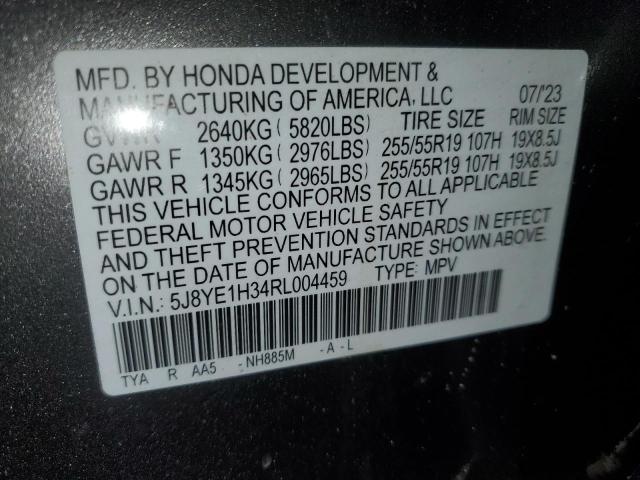 MFD. BY HONDA DEVELOPMENT &
MANUFACTURING OF AMERICA, LLC 07/'23
GVWR 2640KG ( 5820LBS) TIRE SIZE RIM SIZE
GAWR F 1350KG ( 2976LBS) 255/55R19 107H 19X8.5J
GAWR R 1345KG ( 2965LBS) 255/55R19 107H 19X8.5J
THIS VEHICLE CONFORMS TO ALL APPLICABLE
FEDERAL MOTOR VEHICLE SAFETY
AND THEFT PREVENTION STANDARDS IN EFFECT
ON THE DATE OF MANUFACTURE SHOWN ABOVE.
V.I.N.: 5J8YE1H34RL004459 TYPE: MPV
TYA R AA5 - NH885M - A - L